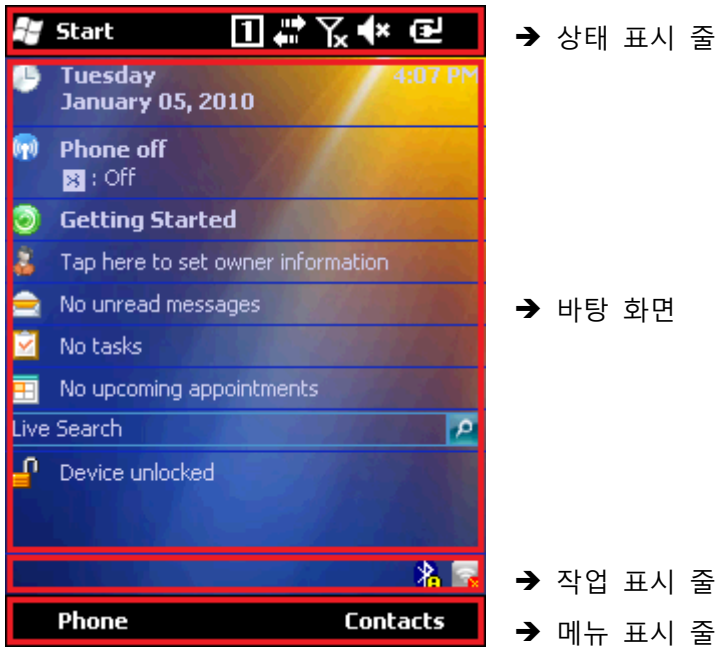 Start 1
➔ 상태 표시 줄
Tuesday 4:07 PM
January 05, 2010
Phone off
: Off
Getting Started
Tap here to set owner information
No unread messages
➔ 바탕 화면
No tasks
No upcoming appointments
Live Search
Device unlocked
➔ 작업 표시 줄
Phone Contacts
➔ 메뉴 표시 줄